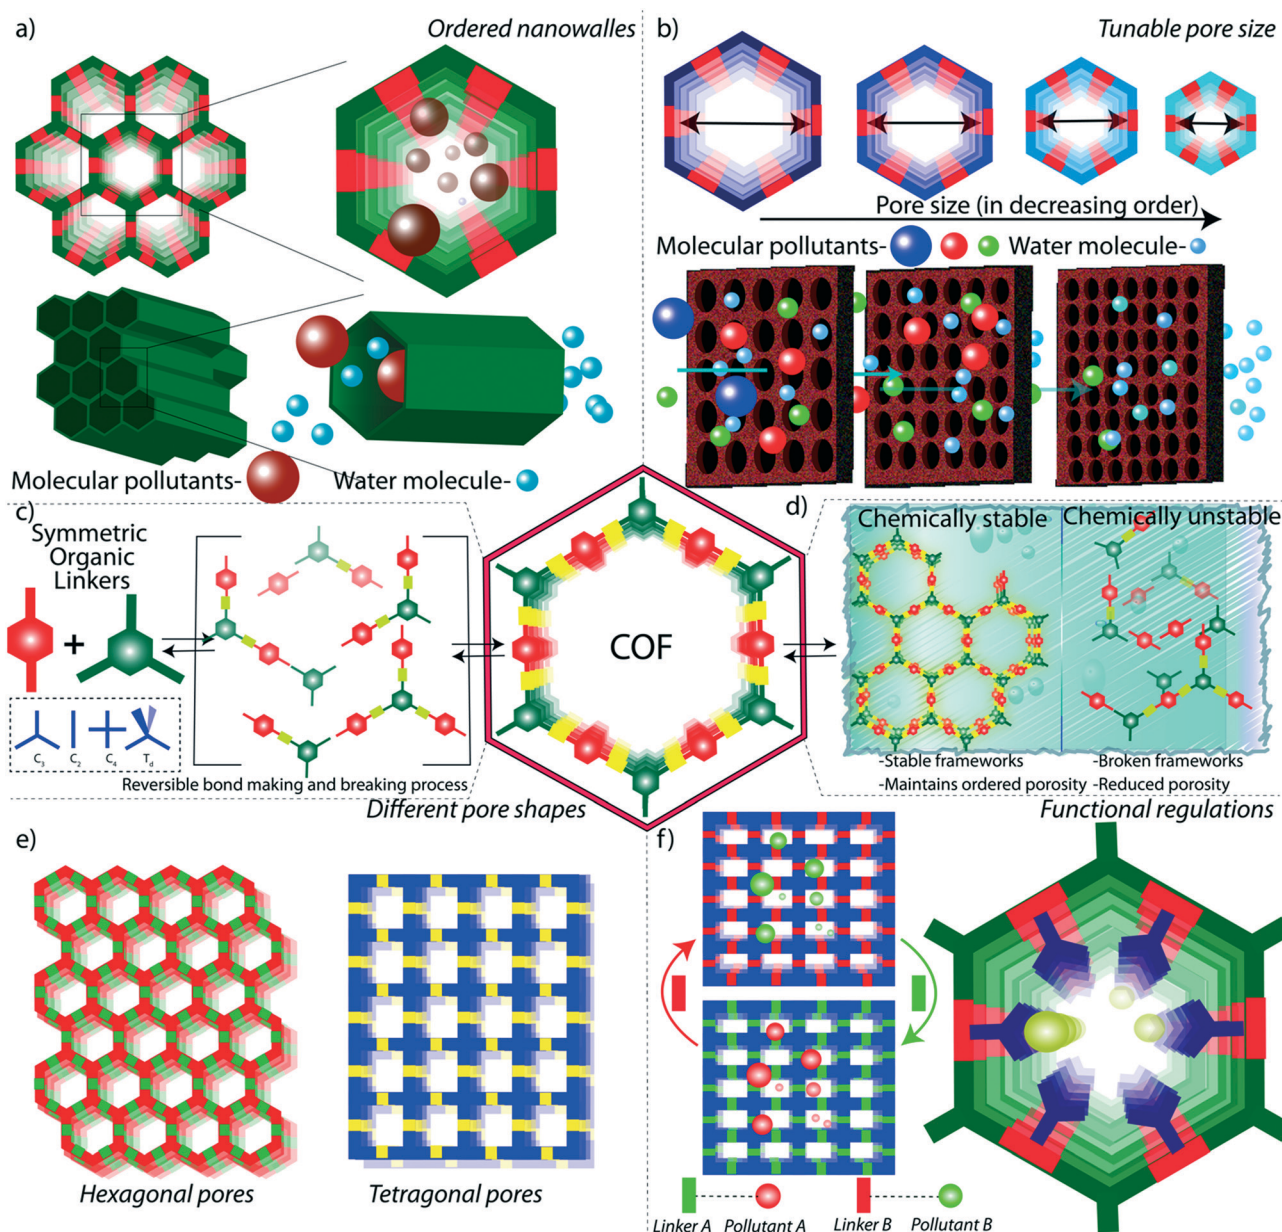 a)
Ordered nanowalles
Molecular pollutants-
Water molecule-
b)
Tunable pore size
Pore size (in decreasing order)
Molecular pollutants-
Water molecule-
c)
Symmetric
Organic
Linkers
+
C3
C2
C4
Td
Reversible bond making and breaking process
COF
d)
Chemically stable
Chemically unstable
-Stable frameworks
-Maintains ordered porosity
-Broken frameworks
-Reduced porosity
Different pore shapes
e)
Hexagonal pores
Tetragonal pores
Functional regulations
f)
Linker A
Pollutant A
Linker B
Pollutant B